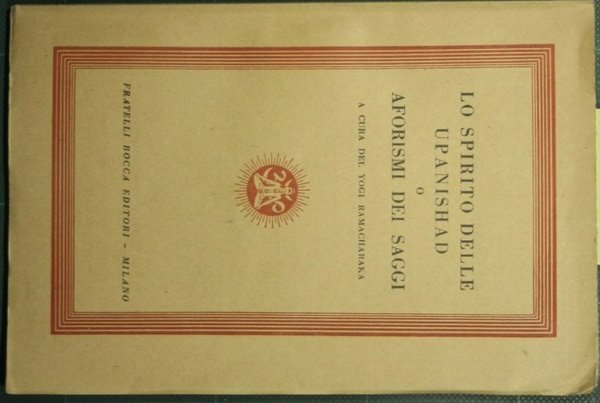 LO SPIRITO DELLE
UPANISHAD
O
AFORISMI DEI SAGGI
A CURA DEL YOGI RAMACHARAKA
FRATELLI BOCCA EDITORI - MILANO